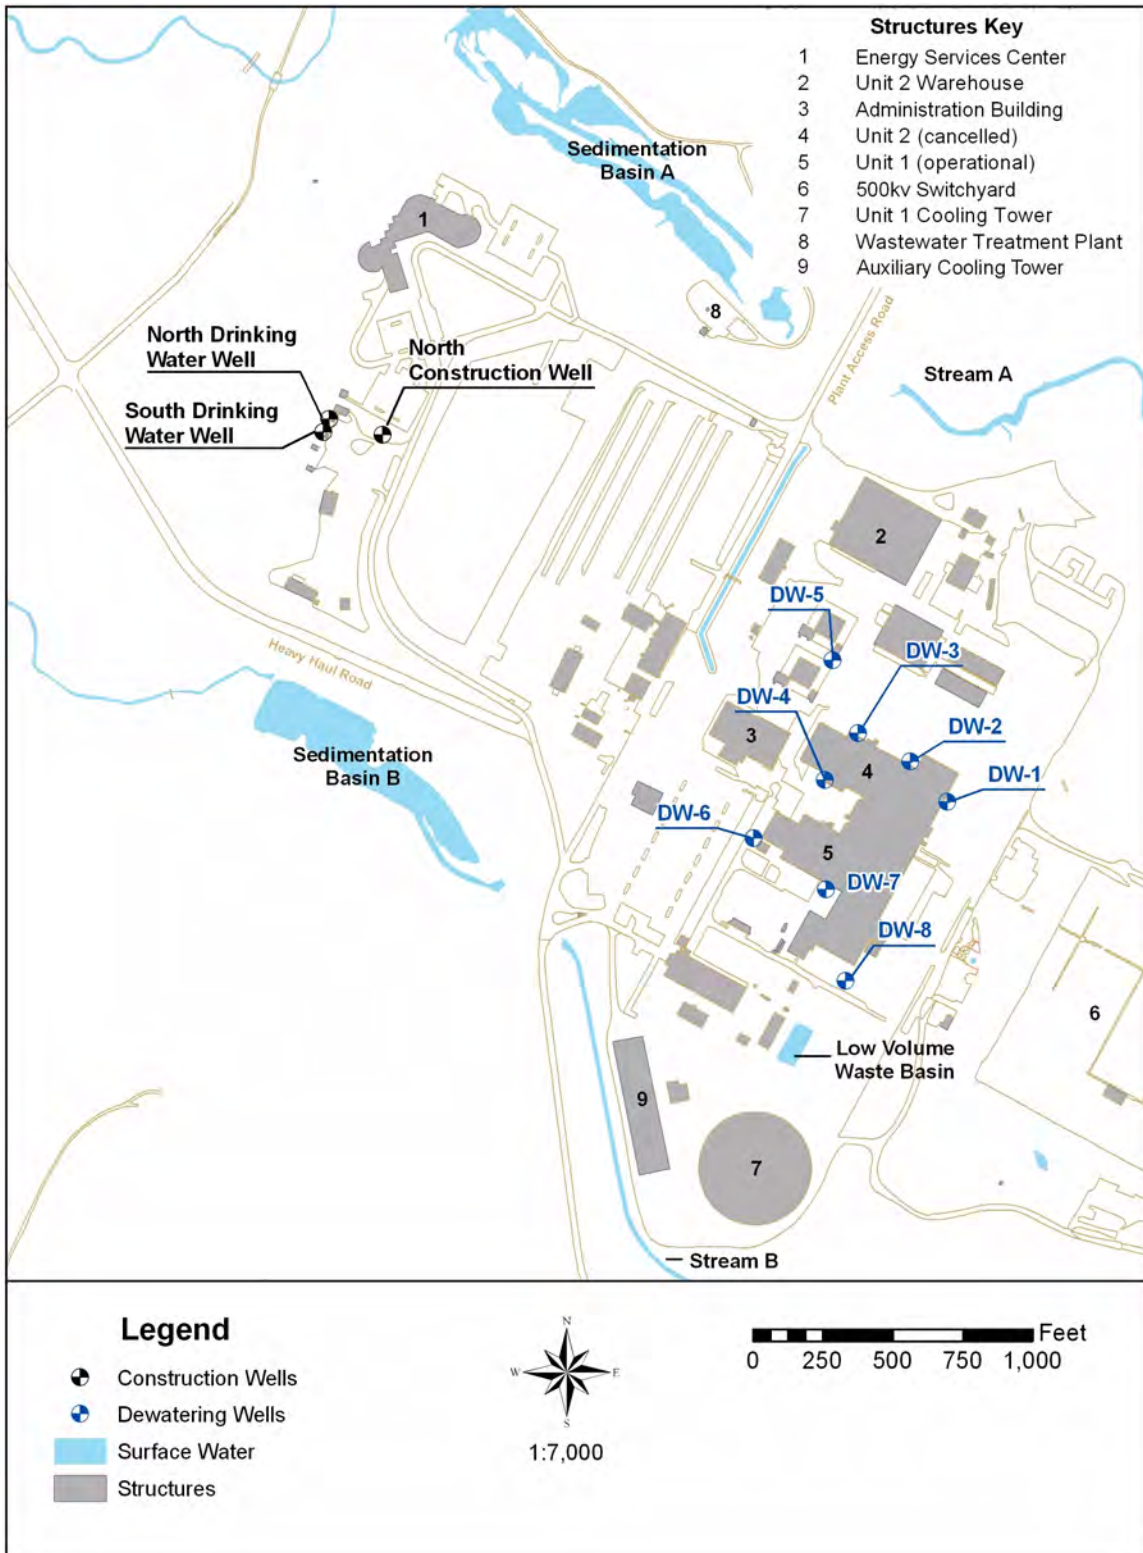 Structures Key
1 Energy Services Center
2 Unit 2 Warehouse
3 Administration Building
4 Unit 2 (cancelled)
5 Unit 1 (operational)
6 500kv Switchyard
7 Unit 1 Cooling Tower
8 Wastewater Treatment Plant
9 Auxiliary Cooling Tower
Sedimentation
Basin A
1
8
North Drinking
Water Well
North
Construction Well
South Drinking
Water Well
Plant Access Road
Stream A
2
DW-5
DW-3
Heavy Haul Road
DW-4
3
DW-2
4
Sedimentation
Basin B
DW-1
DW-6
5
DW-7
DW-8
6
Low Volume
Waste Basin
9
7
Stream B
Legend
Construction Wells
Dewatering Wells
Surface Water
Structures
N
W E
S
1:7,000
Feet
0 250 500 750 1,000